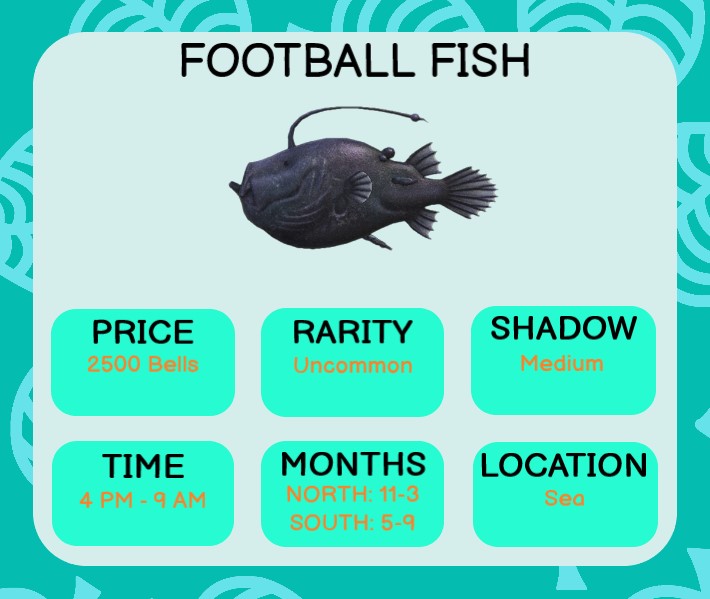 FOOTBALL FISH
PRICE
2500 Bells
RARITY
Uncommon
SHADOW
Medium
TIME
4 PM - 9 AM
MONTHS
NORTH: 11-3
SOUTH: 5-9
LOCATION
Sea